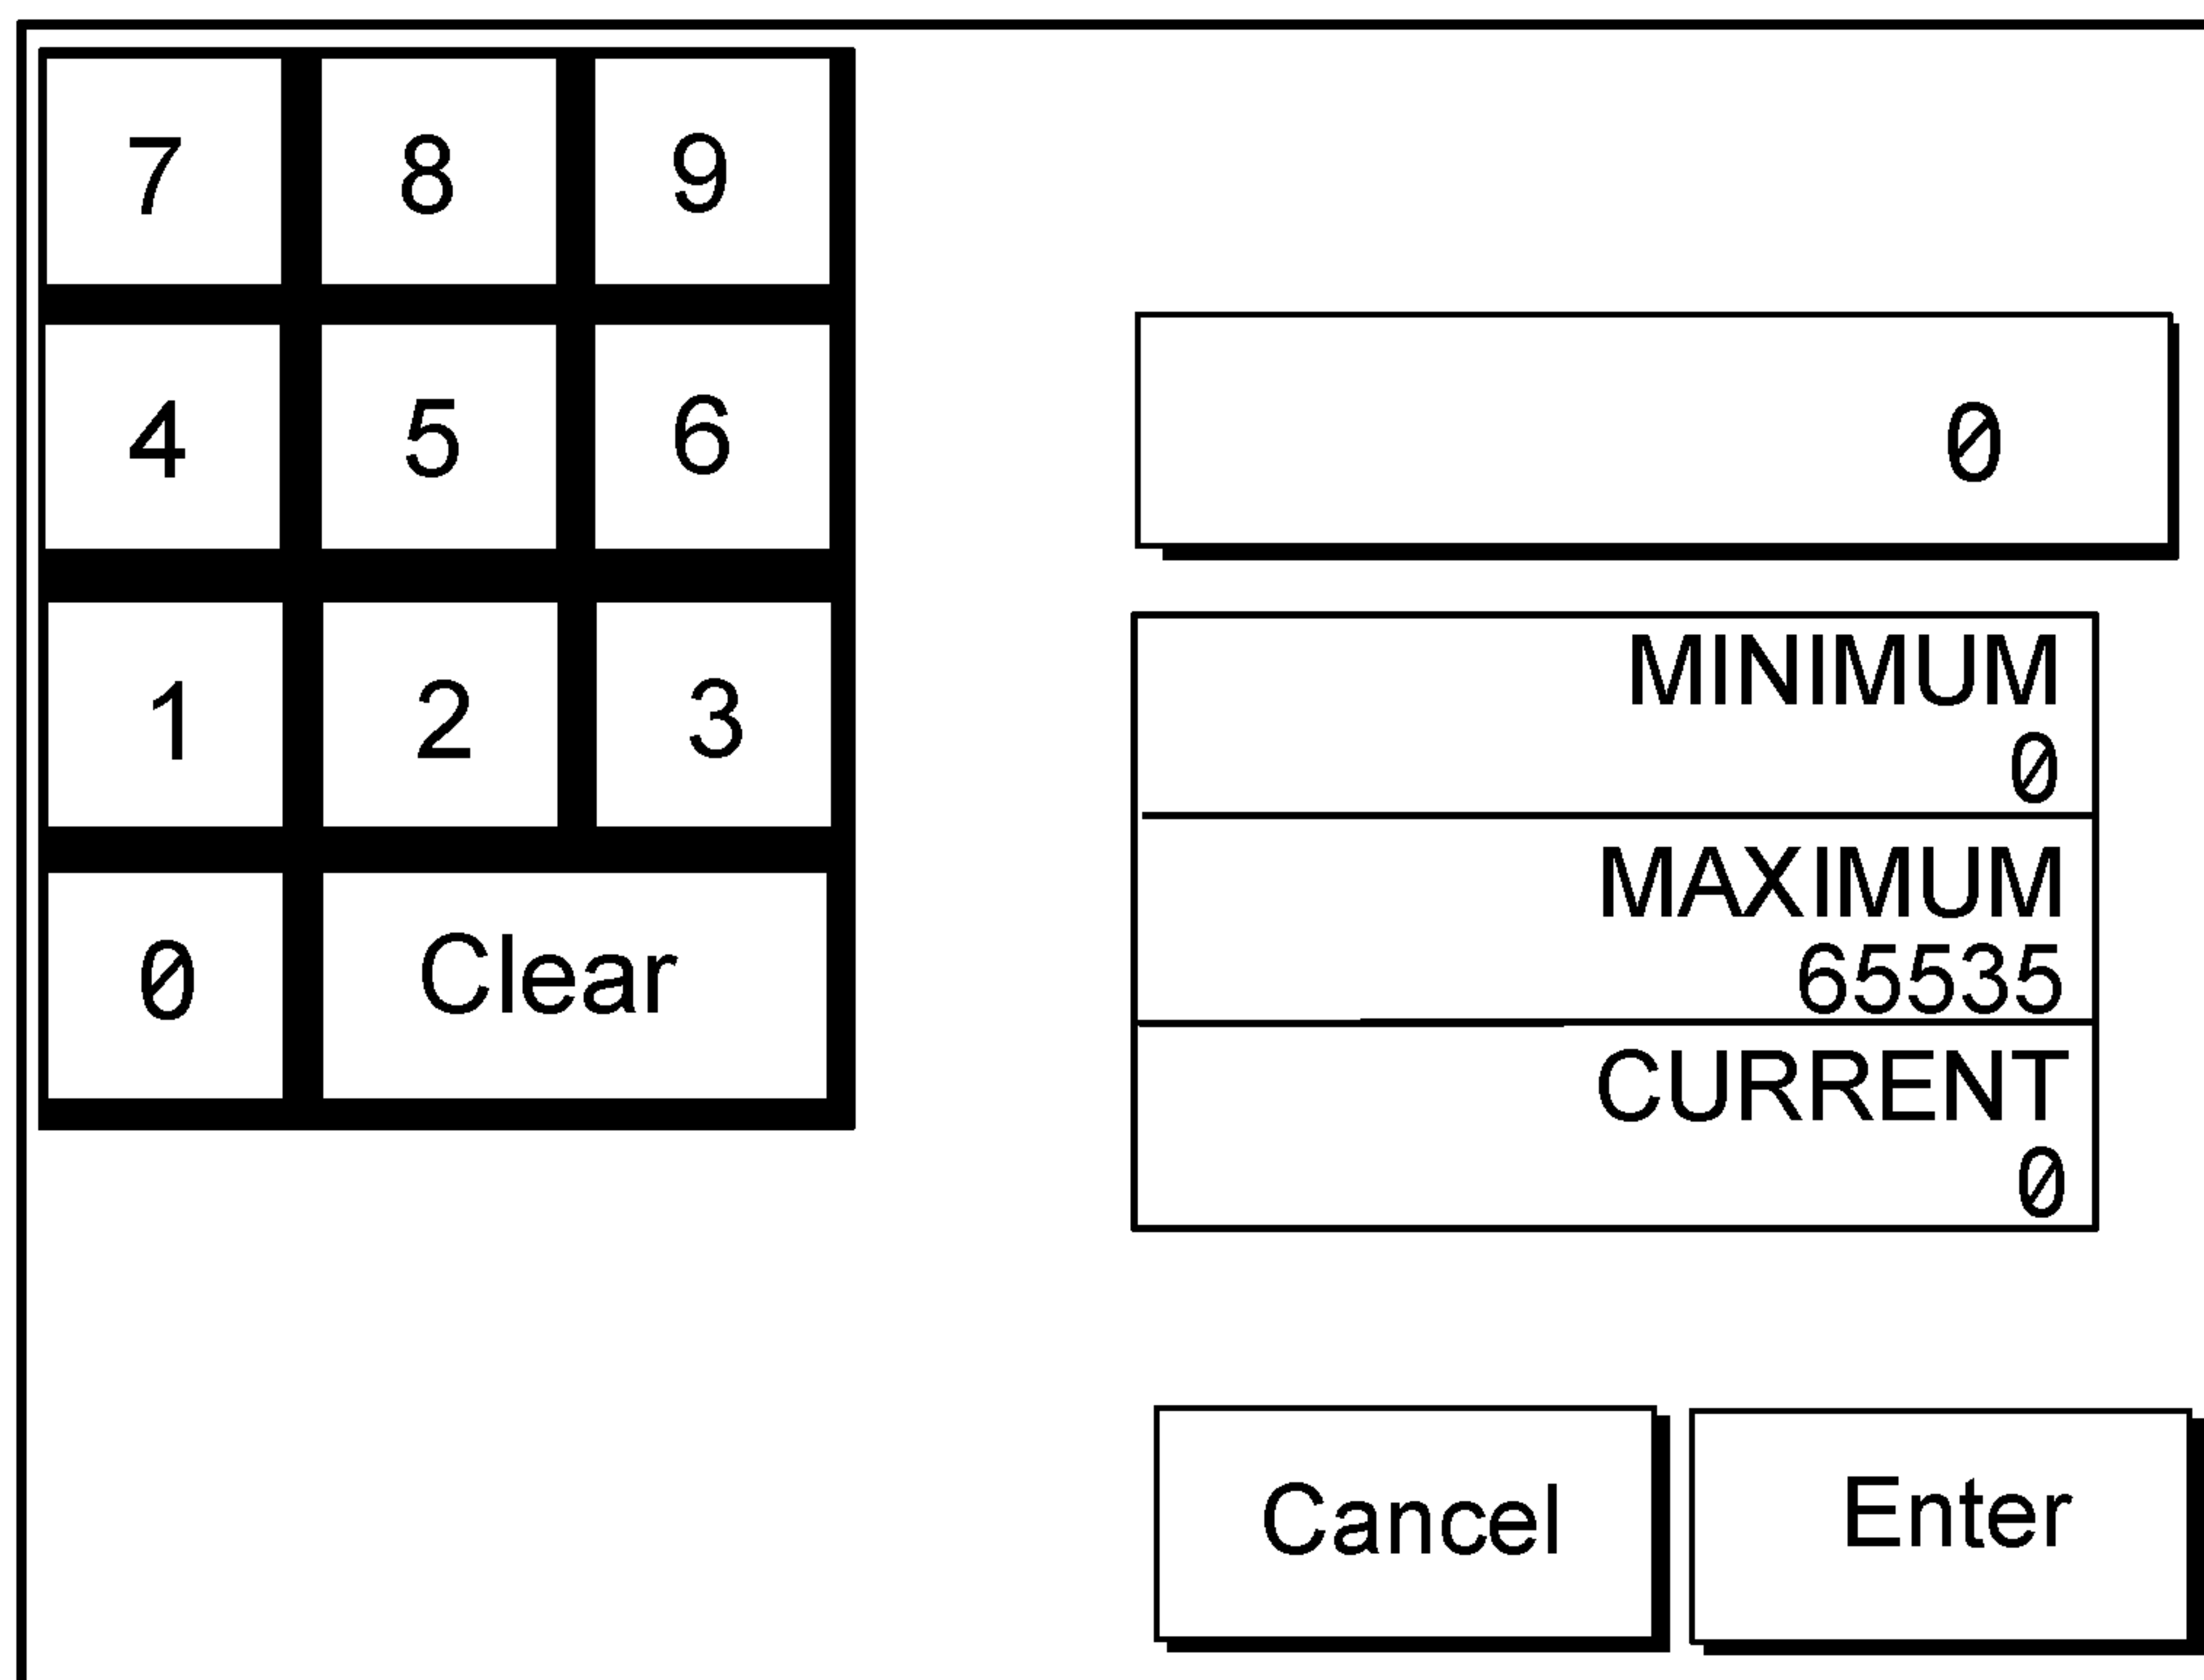 7 8 9
4 5 6
1 2 3
0 Clear
0
MINIMUM
0
MAXIMUM
65535
CURRENT
0
Cancel Enter